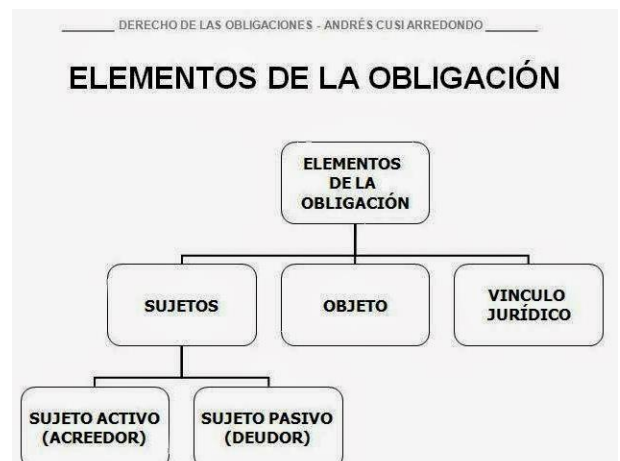 DERECHO DE LAS OBLIGACIONES - ANDRÉS CUSI ARREDONDO
ELEMENTOS DE LA OBLIGACIÓN
ELEMENTOS
DE LA
OBLIGACIÓN
SUJETOS
OBJETO
VINCULO
JURÍDICO
SUJETO ACTIVO
(ACREEDOR)
SUJETO PASIVO
(DEUDOR)